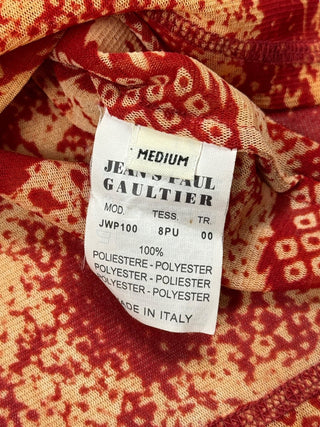 MEDIUM
JEAN'S PAUL
GAULTIER
MOD. TESS. TR.
JWP100 8PU 00
100%
POLIESTERE - POLYESTER
POLYESTER - POLYESTER
POLYESTER - POLYESTER
MADE IN ITALY